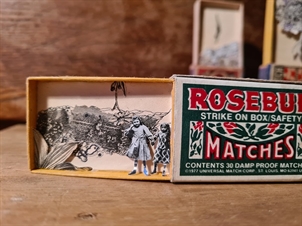 ROSEBU
STRIKE ON BOX/SAFETY
MATCHES
CONTENTS 30 DAMP PROOF MATCH
©1977 UNIVERSAL MATCH CORP. ST. LOUIS, MO